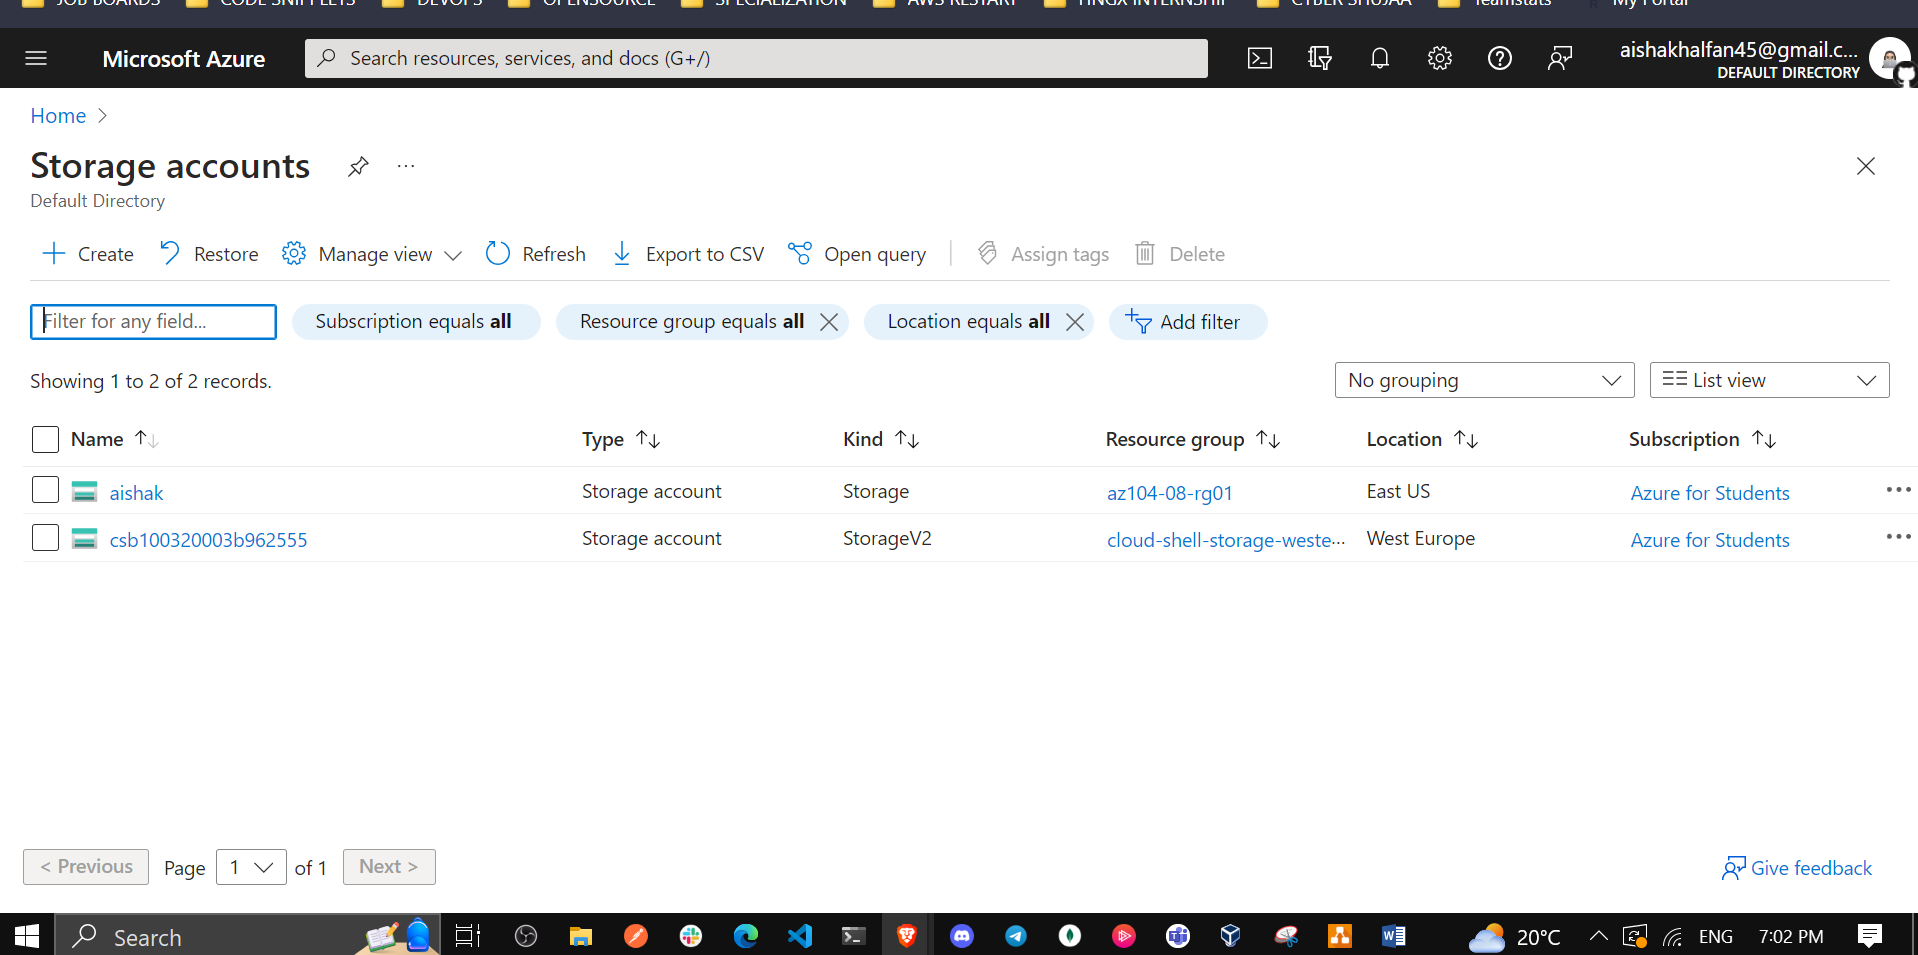 JOB BOARDS CODE SNIPPLETS DEVOPS OPENSOURCE SPECIALIZATION AWS RESTART HNGX INTERNSHIP CYBER SHUJAA Teamstats My Portal
Microsoft Azure
Search resources, services, and docs (G+/)
aishakhalfan45@gmail.c...
DEFAULT DIRECTORY
Home
Storage accounts
Default Directory
Create Restore Manage view Refresh Export to CSV Open query Assign tags Delete
Filter for any field... Subscription equals all Resource group equals all Location equals all Add filter
Showing 1 to 2 of 2 records. No grouping List view
Name Type Kind Resource group Location Subscription
aishak Storage account Storage az104-08-rg01 East US Azure for Students
csb100320003b962555 Storage account StorageV2 cloud-shell-storage-weste... West Europe Azure for Students
< Previous Page 1 of 1 Next > Give feedback
Search 20°C ENG 7:02 PM